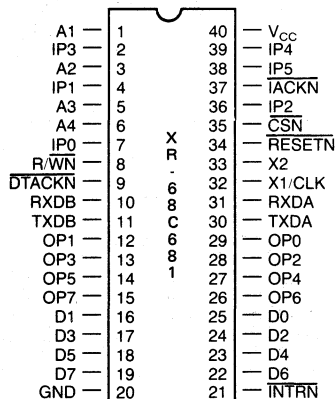 A1 — 1 40 — VCC
IP3 — 2 39 — IP4
A2 — 3 38 — IP5
IP1 — 4 37 — IACKN
A3 — 5 36 — IP2
A4 — 6 35 — CSN
IP0 — 7 34 — RESETN
R/WN — 8 33 — X2
DTACKN — 9 32 — X1/CLK
RXDB — 10 31 — RXDA
TXDB — 11 30 — TXDA
OP1 — 12 29 — OP0
OP3 — 13 28 — OP2
OP5 — 14 27 — OP4
OP7 — 15 26 — OP6
D1 — 16 25 — D0
D3 — 17 24 — D2
D5 — 18 23 — D4
D7 — 19 22 — D6
GND — 20 21 — INTRN
XR-68C681